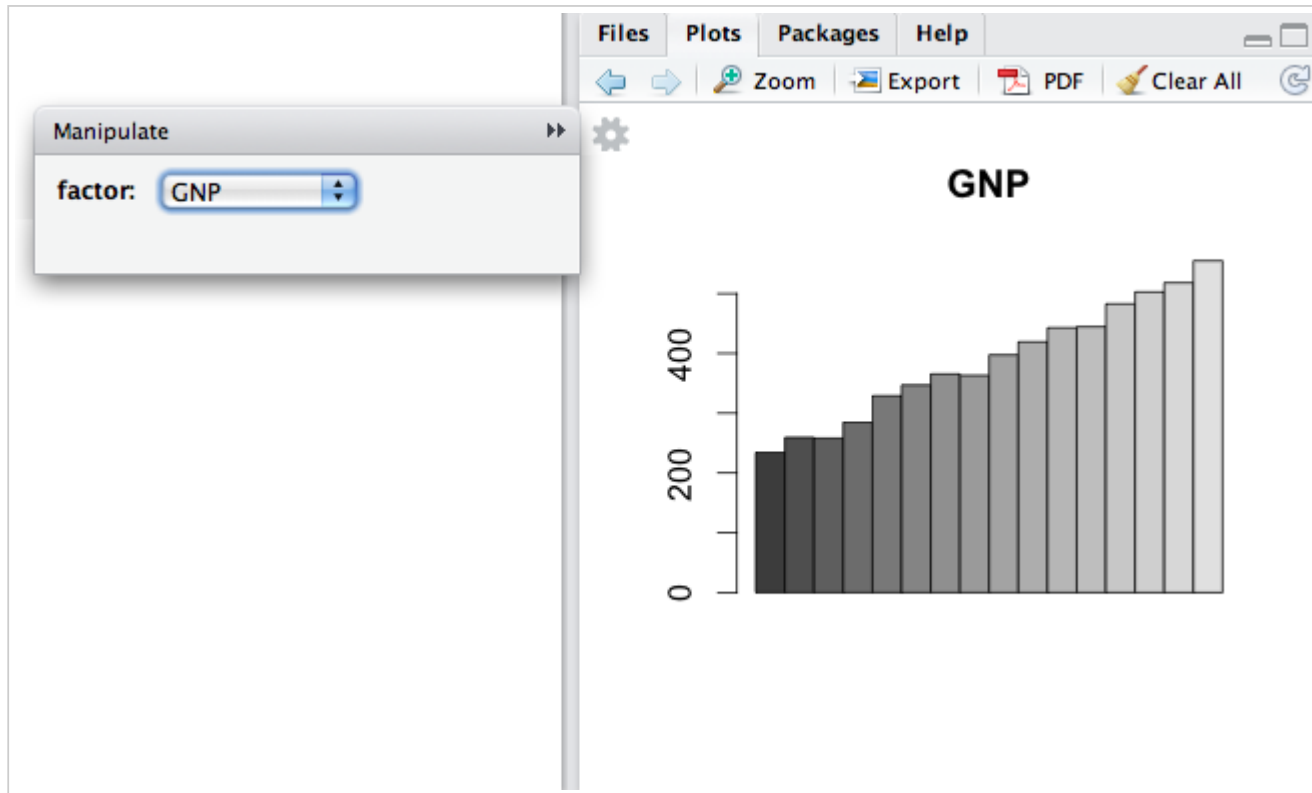 Files Plots Packages Help
Zoom Export PDF Clear All
Manipulate
factor: GNP
GNP
400
200
0